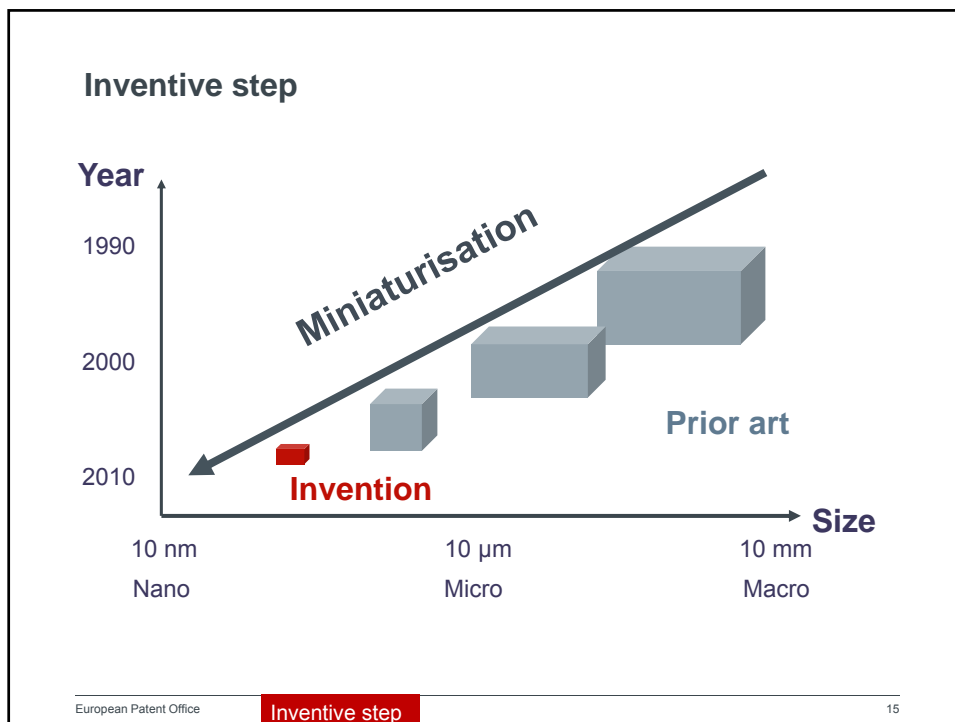 Inventive step
Year
Miniaturisation
1990
2000
Prior art
2010
Invention
Size
10 nm
10 µm
10 mm
Nano
Micro
Macro
European Patent Office
Inventive step
15